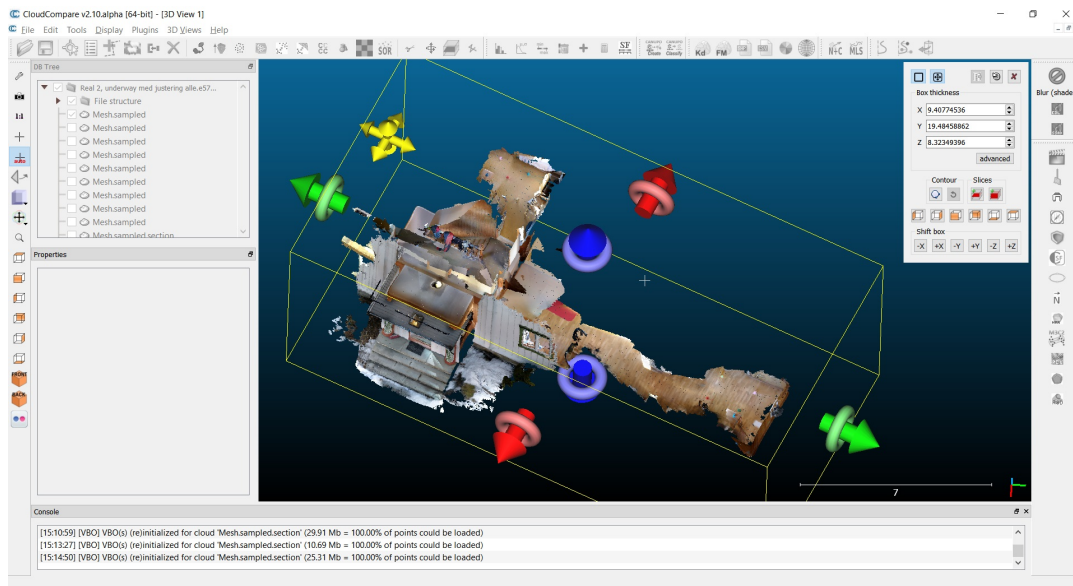 CloudCompare v2.10.alpha [64-bit] - [3D View 1]
File Edit Tools Display Plugins 3D Views Help
SOR
SF
Create
Classify
Kd
FM
N+C
MLS
DB Tree
Real 2, underway med justering alle.e57...
File structure
Mesh.sampled
Mesh.sampled
Mesh.sampled
Mesh.sampled
Mesh.sampled
Mesh.sampled
Mesh.sampled
Mesh.sampled
Mesh.sampled
Mesh.sampled.section
Properties
1:1
AUTO
FRONT
BACK
Box thickness
X 9.40774536
Y 19.48458862
Z 8.32349396
advanced
Contour Slices
Shift box
-X +X -Y +Y -Z +Z
Blur (shade
N
7
Console
[15:10:59] [VBO] VBO(s) (re)initialized for cloud 'Mesh.sampled.section' (29.91 Mb = 100.00% of points could be loaded)
[15:13:27] [VBO] VBO(s) (re)initialized for cloud 'Mesh.sampled.section' (10.69 Mb = 100.00% of points could be loaded)
[15:14:50] [VBO] VBO(s) (re)initialized for cloud 'Mesh.sampled.section' (25.31 Mb = 100.00% of points could be loaded)